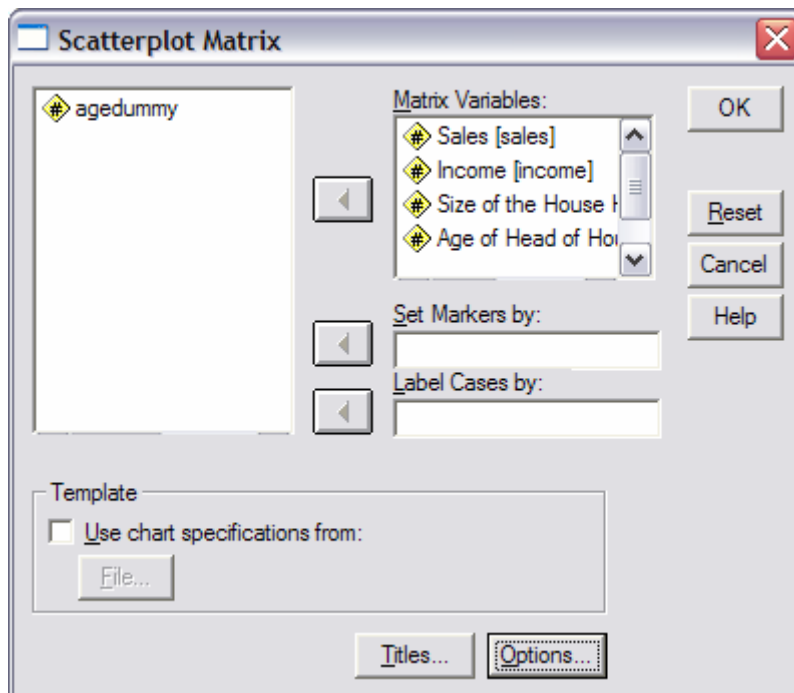 Scatterplot Matrix
# agedummy
Matrix Variables:
# Sales [sales]
# Income [income]
# Size of the House H
# Age of Head of Hou
OK
Reset
Cancel
Help
Set Markers by:
Label Cases by:
Template
Use chart specifications from:
File...
Titles...
Options...